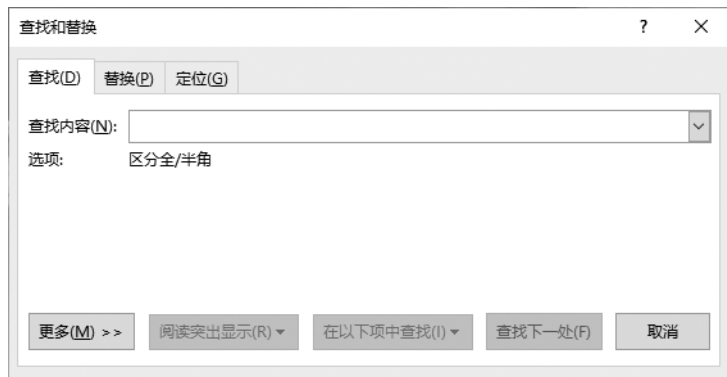 查找和替换 ?
查找(D) 替换(P) 定位(G)
查找内容(N):
选项: 区分全/半角
更多(M) >> 阅读突出显示(R) 在以下项中查找(I) 查找下一处(F) 取消